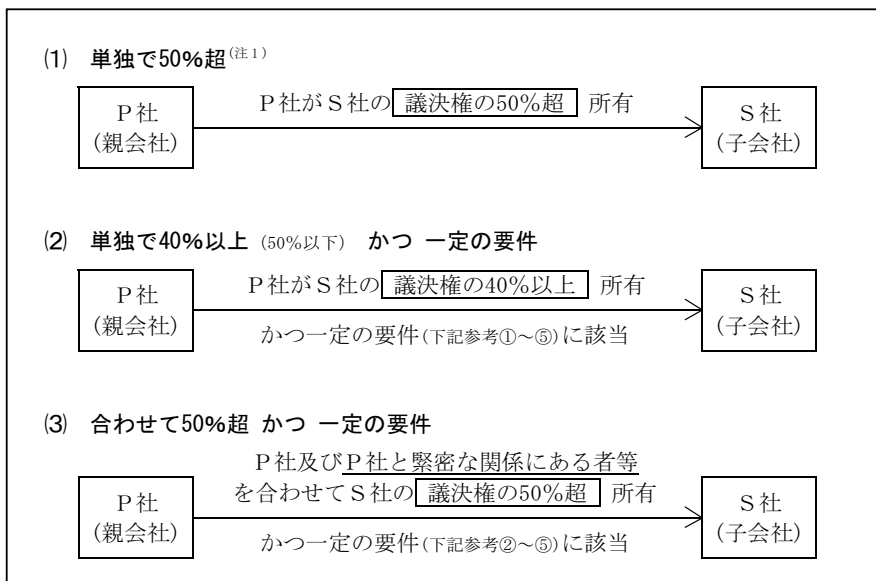 ⑴ 単独で50%超(注1)
P社がS社の 議決権の50%超 所有
P社
(親会社)
S社
(子会社)
⑵ 単独で40%以上 (50%以下) かつ 一定の要件
P社がS社の 議決権の40%以上 所有
P社
(親会社)
S社
(子会社)
かつ一定の要件(下記参考①~⑤)に該当
⑶ 合わせて50%超 かつ 一定の要件
P社及びP社と緊密な関係にある者等
を合わせてS社の 議決権の50%超 所有
P社
(親会社)
S社
(子会社)
かつ一定の要件(下記参考②~⑤)に該当